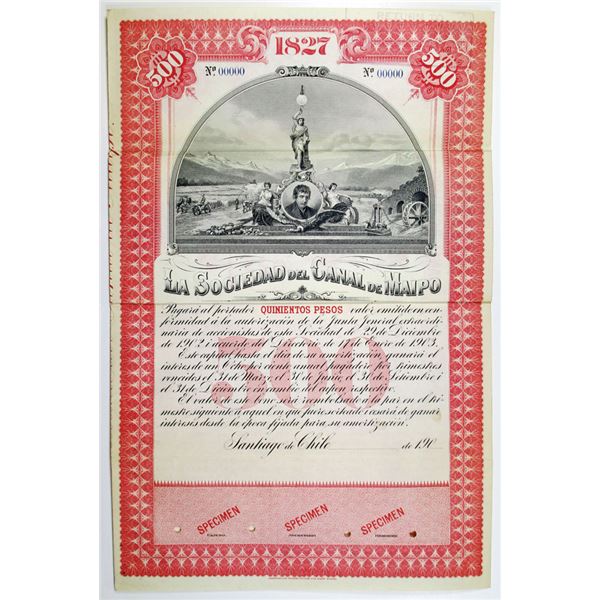 1827
500
500
Nº 00000
Nº 00000
LA SOCIEDAD DEL CANAL DE MAIPO
Pagará al portador QUINIENTOS PESOS valor emitido en con-
formidad á la autorización de la Junta Jeneral estraordi-
naria de accionistas de esta Sociedad de 29 de Diciembre
de 1902 i acuerdo del de Enero de 1903.
Este capital hasta el dia de su amortización ganará el
interes de un Ocho por ciento anual pagadero por trimestres
vencidos el 31 de Marzo, el 30 de Junio, el 30 de Setiembre i
el 31 de Diciembre en cambio del cupon respectivo.
El valor de este bono será reembolsado a la par en el tri-
mestre siguiente á aquel en que fuere sorteado i cesará de ganar
intereses desde la época fijada para su amortización.
500
Santiago de Chile de 190
SPECIMEN
SPECIMEN
SPECIMEN